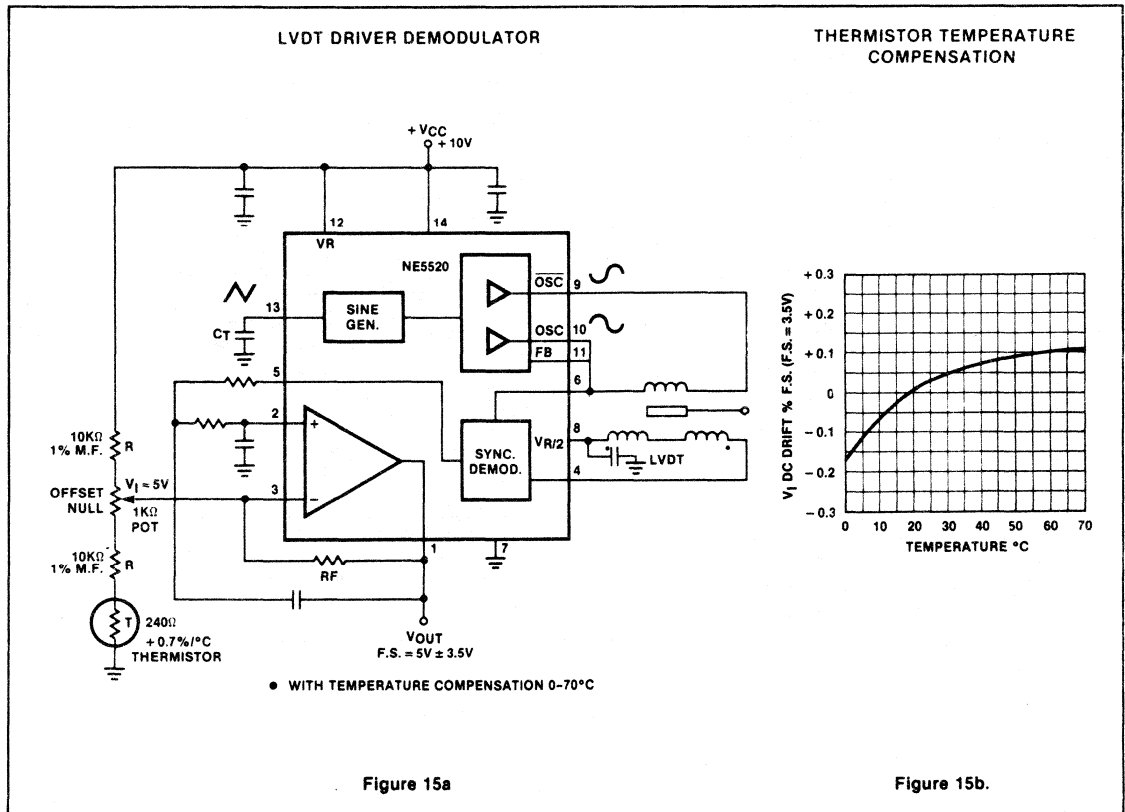 LVDT DRIVER DEMODULATOR
THERMISTOR TEMPERATURE
COMPENSATION
+ VCC
+ 10V
12
14
VR
NE5520
OSC
9
13
SINE
GEN.
OSC
10
FB
11
CT
5
6
2
+
8
VR/2
SYNC.
DEMOD.
LVDT
4
10KΩ
1% M.F.
R
VI = 5V
3
−
OFFSET
NULL
1KΩ
POT
1
7
10KΩ
1% M.F.
R
RF
T
240Ω
+0.7%/°C
THERMISTOR
VOUT
F.S. = 5V ± 3.5V
● WITH TEMPERATURE COMPENSATION 0–70°C
VI DC DRIFT % F.S. (F.S. = 3.5V)
+ 0.3
+ 0.2
+ 0.1
0
− 0.1
− 0.2
− 0.3
0 10 20 30 40 50 60 70
TEMPERATURE °C
Figure 15a
Figure 15b.